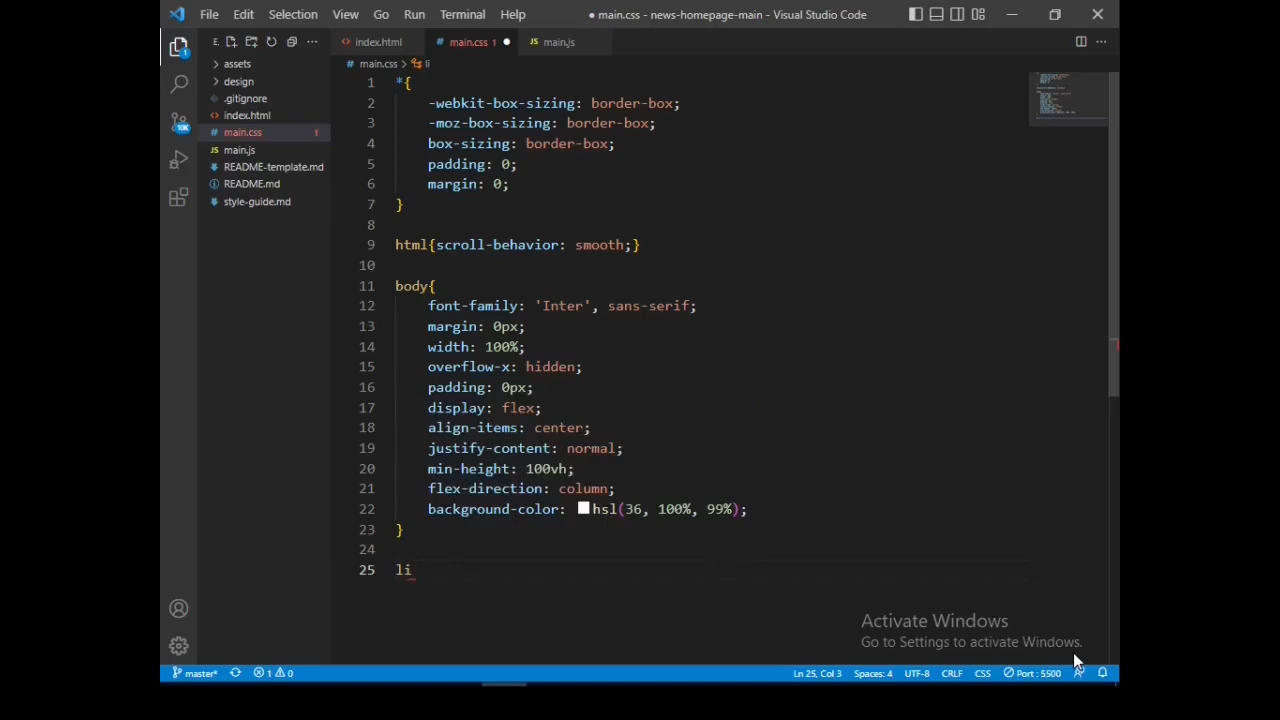 File Edit Selection View Go Run Terminal Help
● main.css - news-homepage-main - Visual Studio Code
E.
index.html
main.css 1
main.js
main.css > li
assets
design
.gitignore
index.html
main.css 1
main.js
README-template.md
README.md
style-guide.md
1
10K
1 *{
2 -webkit-box-sizing: border-box;
3 -moz-box-sizing: border-box;
4 box-sizing: border-box;
5 padding: 0;
6 margin: 0;
7 }
8
9 html{scroll-behavior: smooth;}
10
11 body{
12 font-family: 'Inter', sans-serif;
13 margin: 0px;
14 width: 100%;
15 overflow-x: hidden;
16 padding: 0px;
17 display: flex;
18 align-items: center;
19 justify-content: normal;
20 min-height: 100vh;
21 flex-direction: column;
22 background-color: hsl(36, 100%, 99%);
23 }
24
25 li
Activate Windows
Go to Settings to activate Windows.
master* 1 0 Ln 25, Col 3 Spaces: 4 UTF-8 CRLF CSS Port : 5500